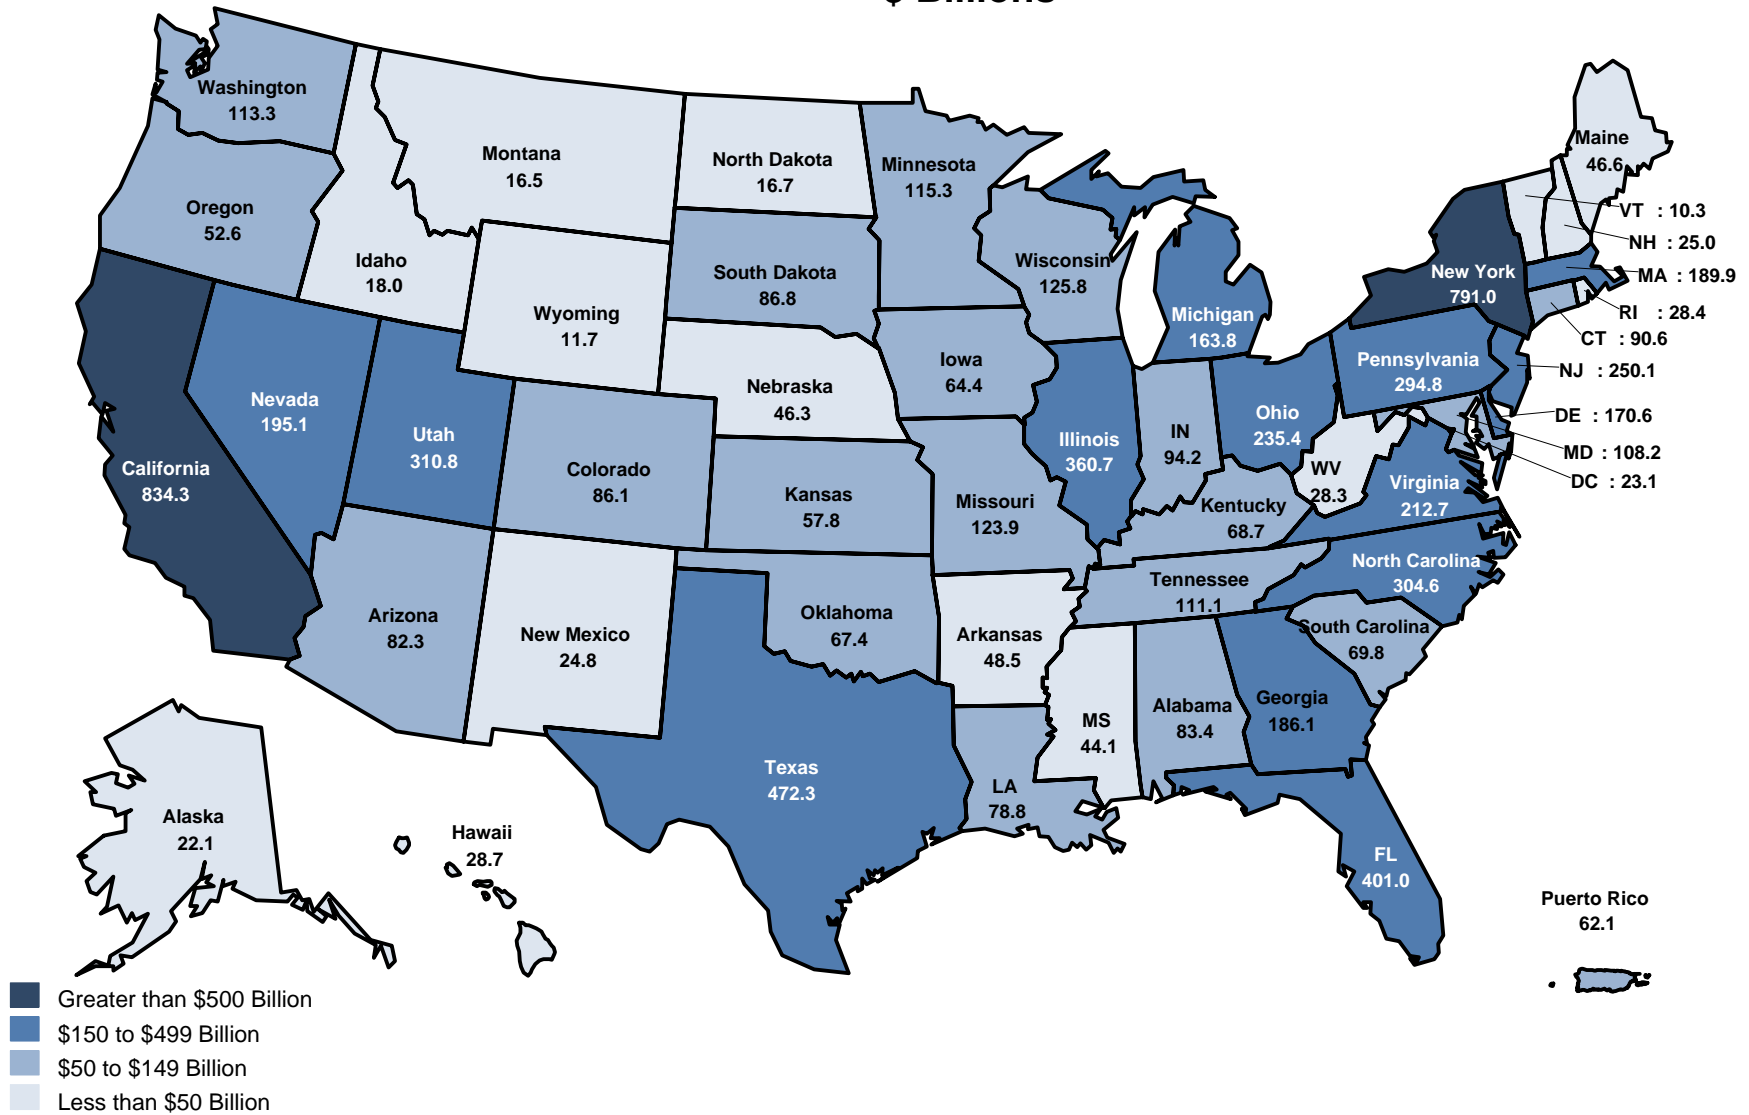 $ Billions
Washington
113.3
Oregon
52.6
Idaho
18.0
Montana
16.5
North Dakota
16.7
Minnesota
115.3
Maine
46.6
VT : 10.3
NH : 25.0
MA : 189.9
RI : 28.4
CT : 90.6
NJ : 250.1
DE : 170.6
MD : 108.2
DC : 23.1
New York
791.0
South Dakota
86.8
Wisconsin
125.8
Michigan
163.8
Wyoming
11.7
Pennsylvania
294.8
Iowa
64.4
Nebraska
46.3
Nevada
195.1
Utah
310.8
Ohio
235.4
IN
94.2
Illinois
360.7
California
834.3
Colorado
86.1
Kansas
57.8
Missouri
123.9
WV
28.3
Virginia
212.7
Kentucky
68.7
North Carolina
304.6
Tennessee
111.1
Arizona
82.3
New Mexico
24.8
Oklahoma
67.4
Arkansas
48.5
South Carolina
69.8
MS
44.1
Alabama
83.4
Georgia
186.1
Texas
472.3
LA
78.8
Alaska
22.1
Hawaii
28.7
FL
401.0
Puerto Rico
62.1
Greater than $500 Billion
$150 to $499 Billion
$50 to $149 Billion
Less than $50 Billion